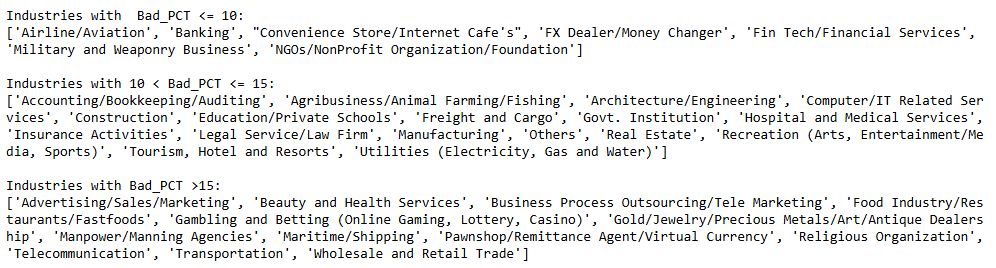 Industries with  Bad_PCT <= 10:
['Airline/Aviation', 'Banking', "Convenience Store/Internet Cafe's", 'FX Dealer/Money Changer', 'Fin Tech/Financial Services',
'Military and Weaponry Business', 'NGOs/NonProfit Organization/Foundation']
Industries with 10 < Bad_PCT <= 15:
['Accounting/Bookkeeping/Auditing', 'Agribusiness/Animal Farming/Fishing', 'Architecture/Engineering', 'Computer/IT Related Ser
vices', 'Construction', 'Education/Private Schools', 'Freight and Cargo', 'Govt. Institution', 'Hospital and Medical Services',
'Insurance Activities', 'Legal Service/Law Firm', 'Manufacturing', 'Others', 'Real Estate', 'Recreation (Arts, Entertainment/Me
dia, Sports)', 'Tourism, Hotel and Resorts', 'Utilities (Electricity, Gas and Water)']
Industries with Bad_PCT >15:
['Advertising/Sales/Marketing', 'Beauty and Health Services', 'Business Process Outsourcing/Tele Marketing', 'Food Industry/Res
taurants/Fastfoods', 'Gambling and Betting (Online Gaming, Lottery, Casino)', 'Gold/Jewelry/Precious Metals/Art/Antique Dealers
hip', 'Manpower/Manning Agencies', 'Maritime/Shipping', 'Pawnshop/Remittance Agent/Virtual Currency', 'Religious Organization',
'Telecommunication', 'Transportation', 'Wholesale and Retail Trade']